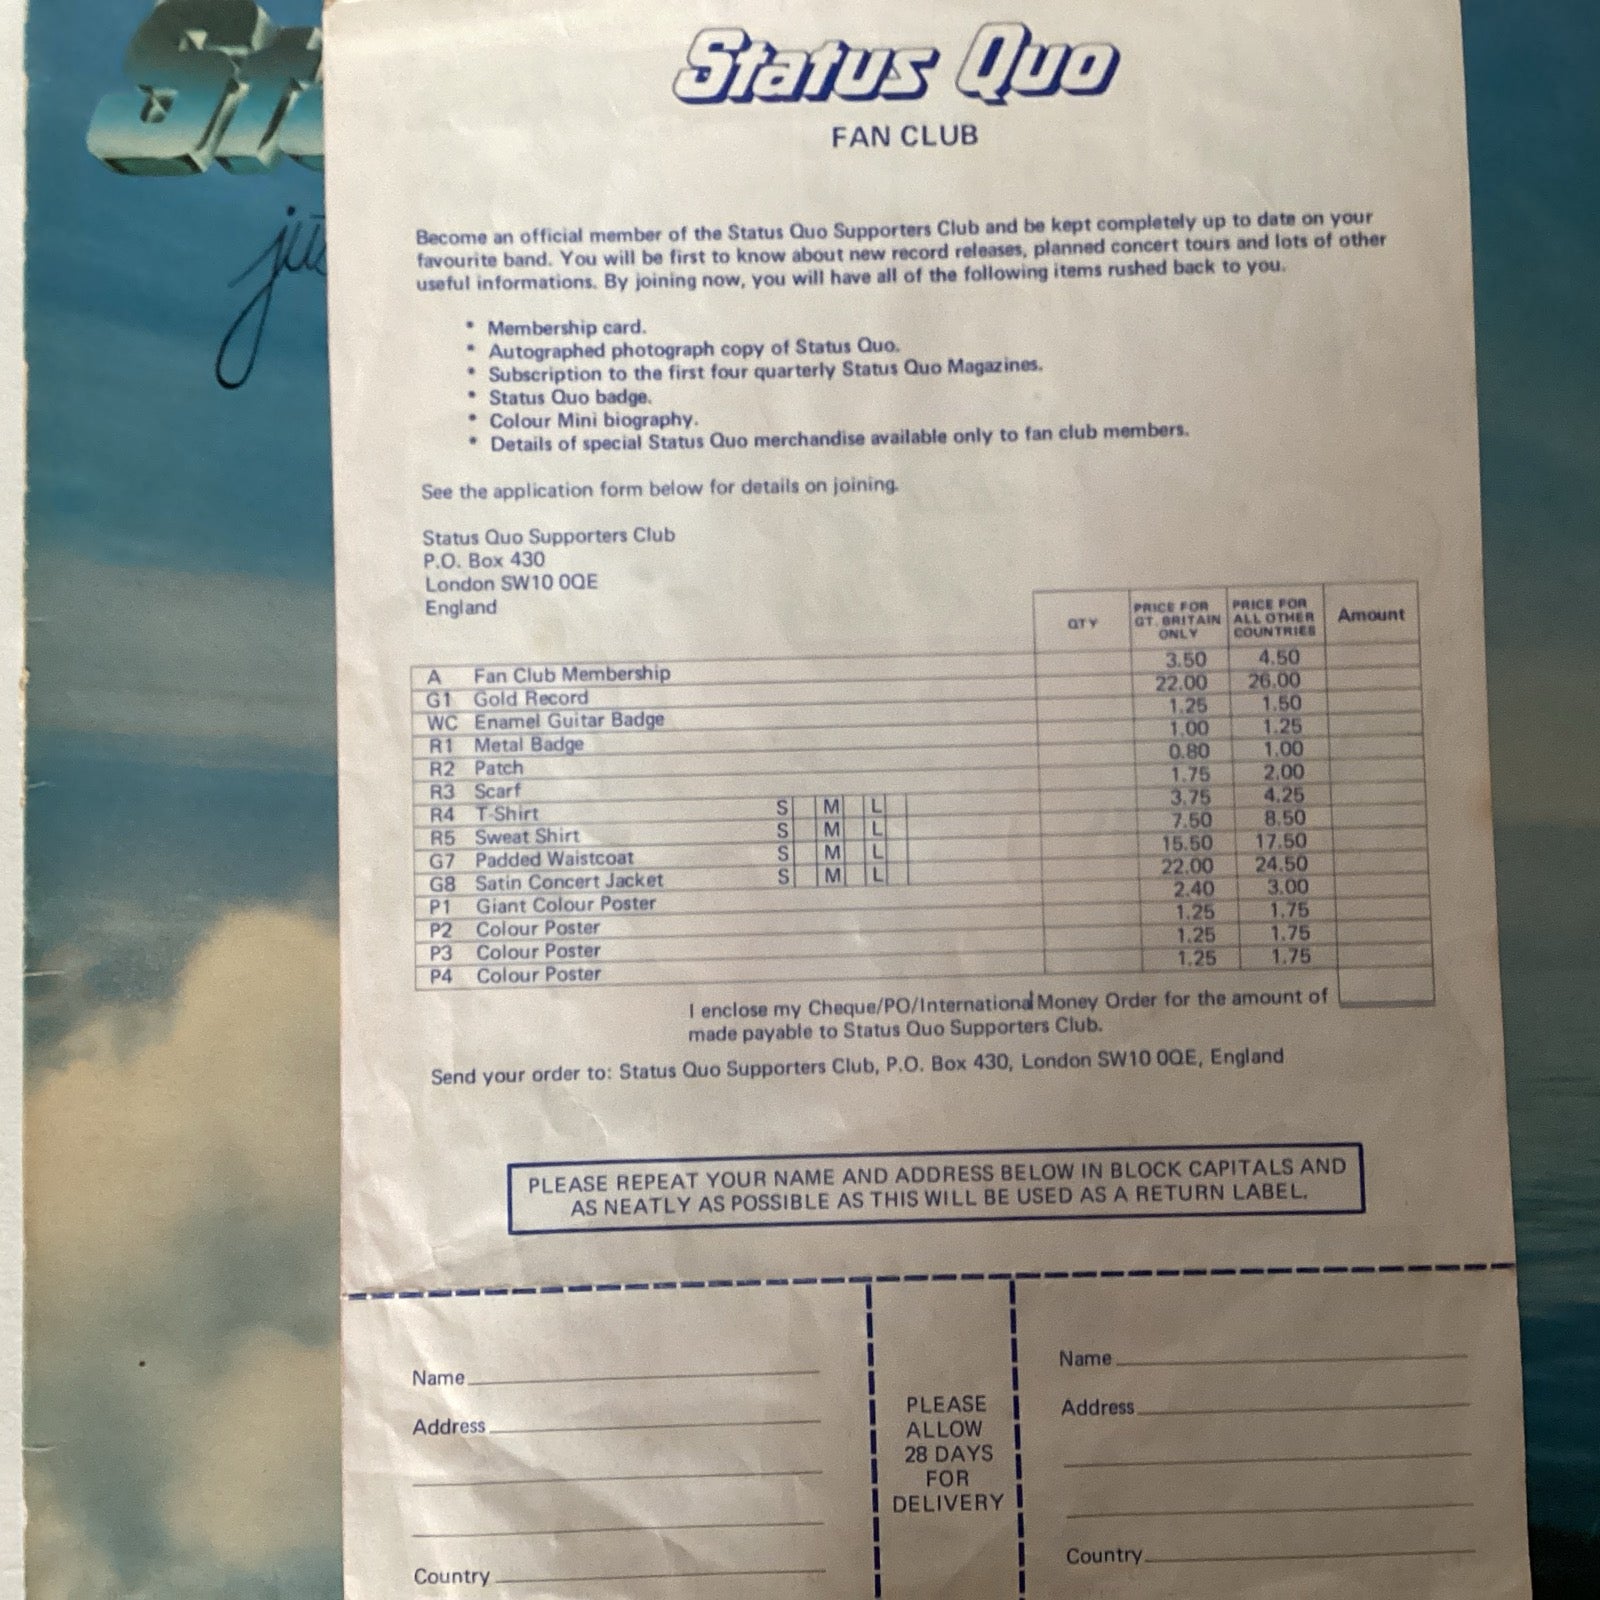 Status Quo
FAN CLUB
Become an official member of the Status Quo Supporters Club and be kept completely up to date on your
favourite band. You will be first to know about new record releases, planned concert tours and lots of other
useful informations. By joining now, you will have all of the following items rushed back to you.
* Membership card.
* Autographed photograph copy of Status Quo.
* Subscription to the first four quarterly Status Quo Magazines.
* Status Quo badge.
* Colour Mini biography.
* Details of special Status Quo merchandise available only to fan club members.
See the application form below for details on joining.
Status Quo Supporters Club
P.O. Box 430
London SW10 0QE
England
QTY PRICE FOR GT. BRITAIN ONLY PRICE FOR ALL OTHER COUNTRIES Amount
A Fan Club Membership 3.50 4.50
G1 Gold Record 22.00 26.00
WC Enamel Guitar Badge 1.25 1.50
R1 Metal Badge 1.00 1.25
R2 Patch 0.80 1.00
R3 Scarf 1.75 2.00
R4 T-Shirt S M L 3.75 4.25
R5 Sweat Shirt S M L 7.50 8.50
G7 Padded Waistcoat S M L 15.50 17.50
G8 Satin Concert Jacket S M L 22.00 24.50
P1 Giant Colour Poster 2.40 3.00
P2 Colour Poster 1.25 1.75
P3 Colour Poster 1.25 1.75
P4 Colour Poster 1.25 1.75
I enclose my Cheque/PO/International Money Order for the amount of
made payable to Status Quo Supporters Club.
Send your order to: Status Quo Supporters Club, P.O. Box 430, London SW10 0QE, England
PLEASE REPEAT YOUR NAME AND ADDRESS BELOW IN BLOCK CAPITALS AND
AS NEATLY AS POSSIBLE AS THIS WILL BE USED AS A RETURN LABEL.
Name
Address
Country
PLEASE
ALLOW
28 DAYS
FOR
DELIVERY
Name
Address
Country